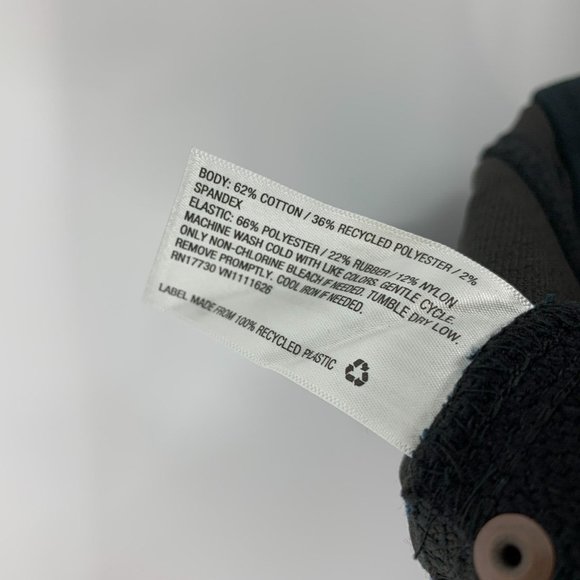 BODY: 62% COTTON / 36% RECYCLED POLYESTER / 2%
SPANDEX
ELASTIC: 66% POLYESTER / 22% RUBBER / 12% NYLON
MACHINE WASH COLD WITH LIKE COLORS. GENTLE CYCLE.
ONLY NON-CHLORINE BLEACH IF NEEDED. TUMBLE DRY LOW.
REMOVE PROMPTLY. COOL IRON IF NEEDED.
RN17730 VN1111626
LABEL MADE FROM 100% RECYCLED PLASTIC